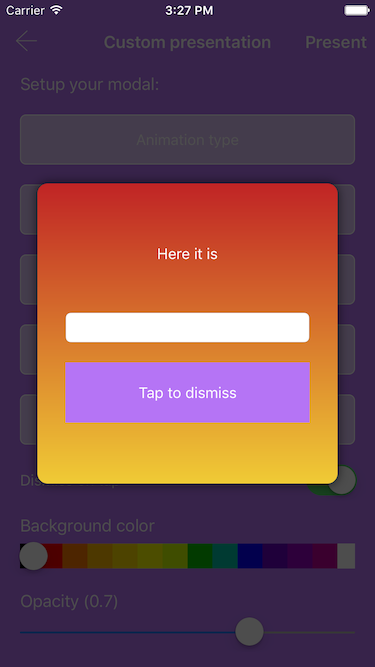 Carrier 3:27 PM
Custom presentation Present
Setup your modal:
Animation type
Here it is
Tap to dismiss
Background color
Opacity (0.7)